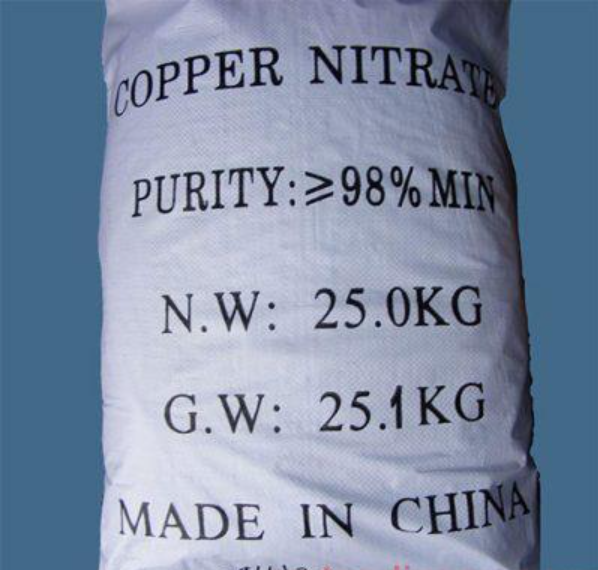 COPPER NITRATE
PURITY:≥98% MIN
N.W: 25.0KG
G.W: 25.1KG
MADE IN CHINA